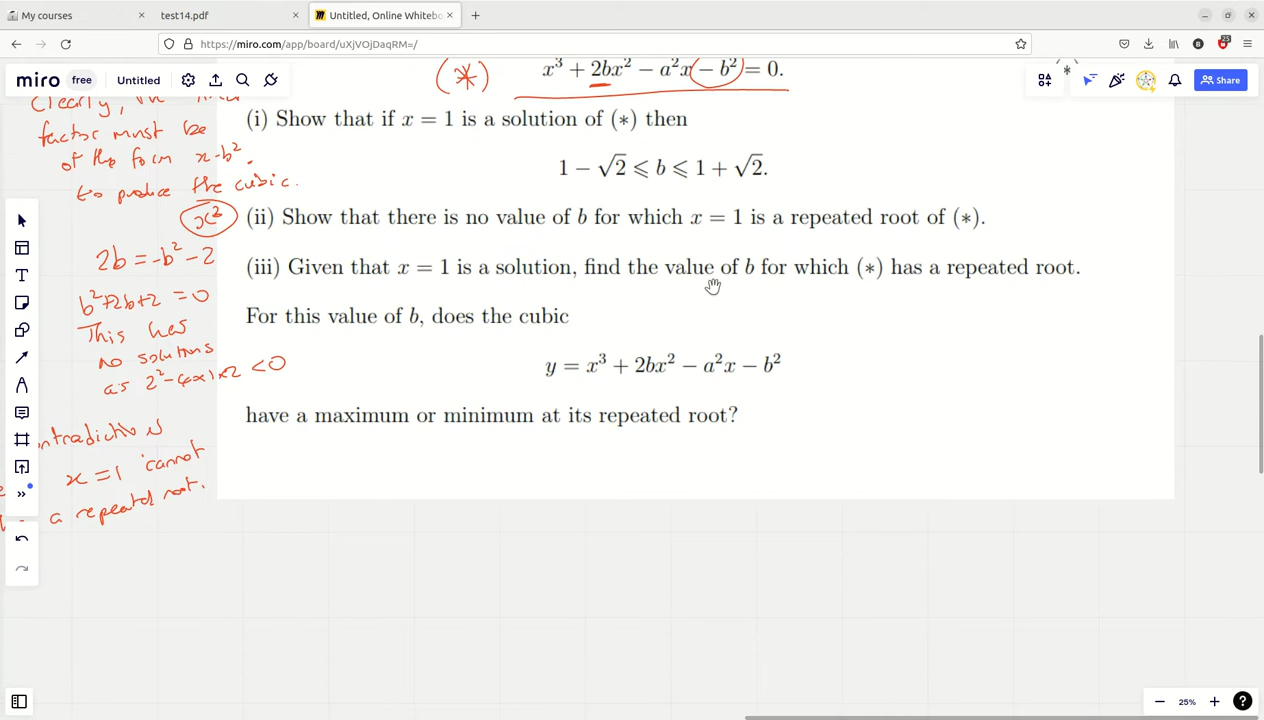 My courses
test14.pdf
Untitled, Online Whitebo
https://miro.com/app/board/uXjVOjDaqRM=/
25
miro free Untitled
Share
(*) x³ + 2bx² − a²x − b² = 0.
Clearly, the
factor must be
of the form x-b².
to produce the cubic.
x²
2b = -b² - 2
b²+2b+2 = 0
This has
no solutions
as 2² - 4×1×2 < 0
ontradiction
x = 1 cannot
a repeated root.
(i) Show that if x = 1 is a solution of (∗) then
1 − √2 ⩽ b ⩽ 1 + √2.
(ii) Show that there is no value of b for which x = 1 is a repeated root of (∗).
(iii) Given that x = 1 is a solution, find the value of b for which (∗) has a repeated root.
For this value of b, does the cubic
y = x³ + 2bx² − a²x − b²
have a maximum or minimum at its repeated root?
25%